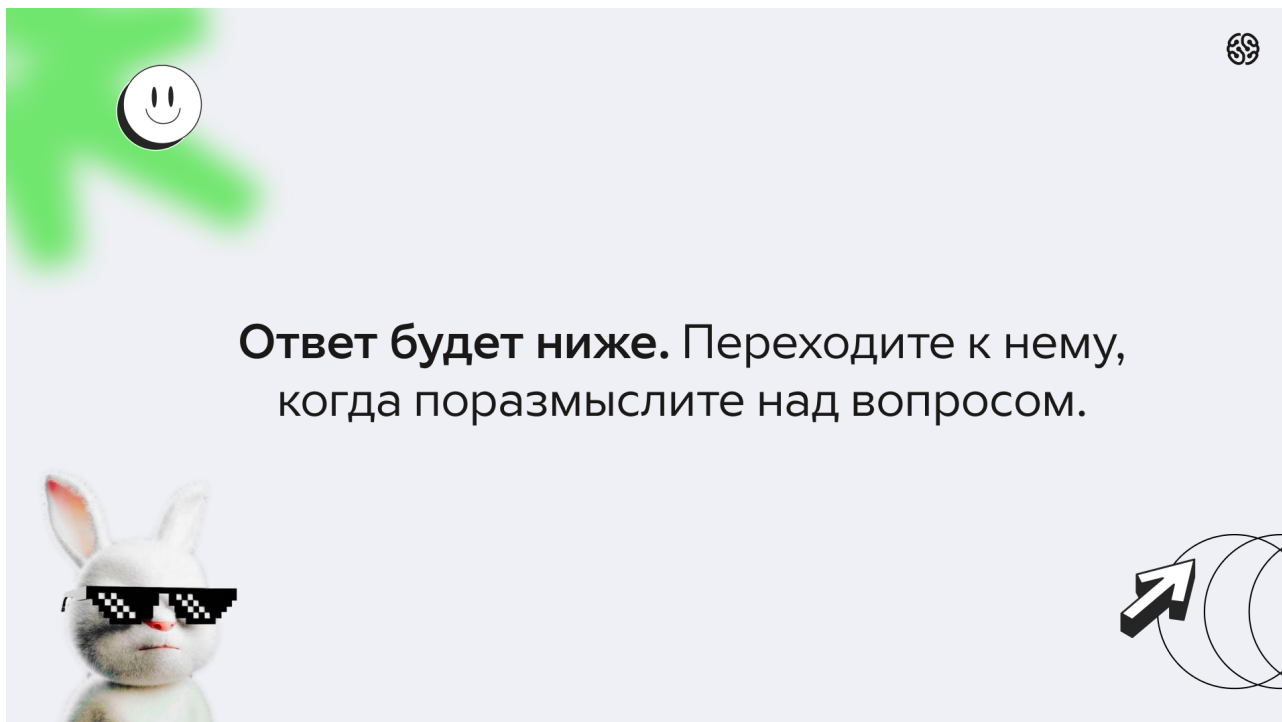 Ответ будет ниже. Переходите к нему,
когда поразмыслите над вопросом.